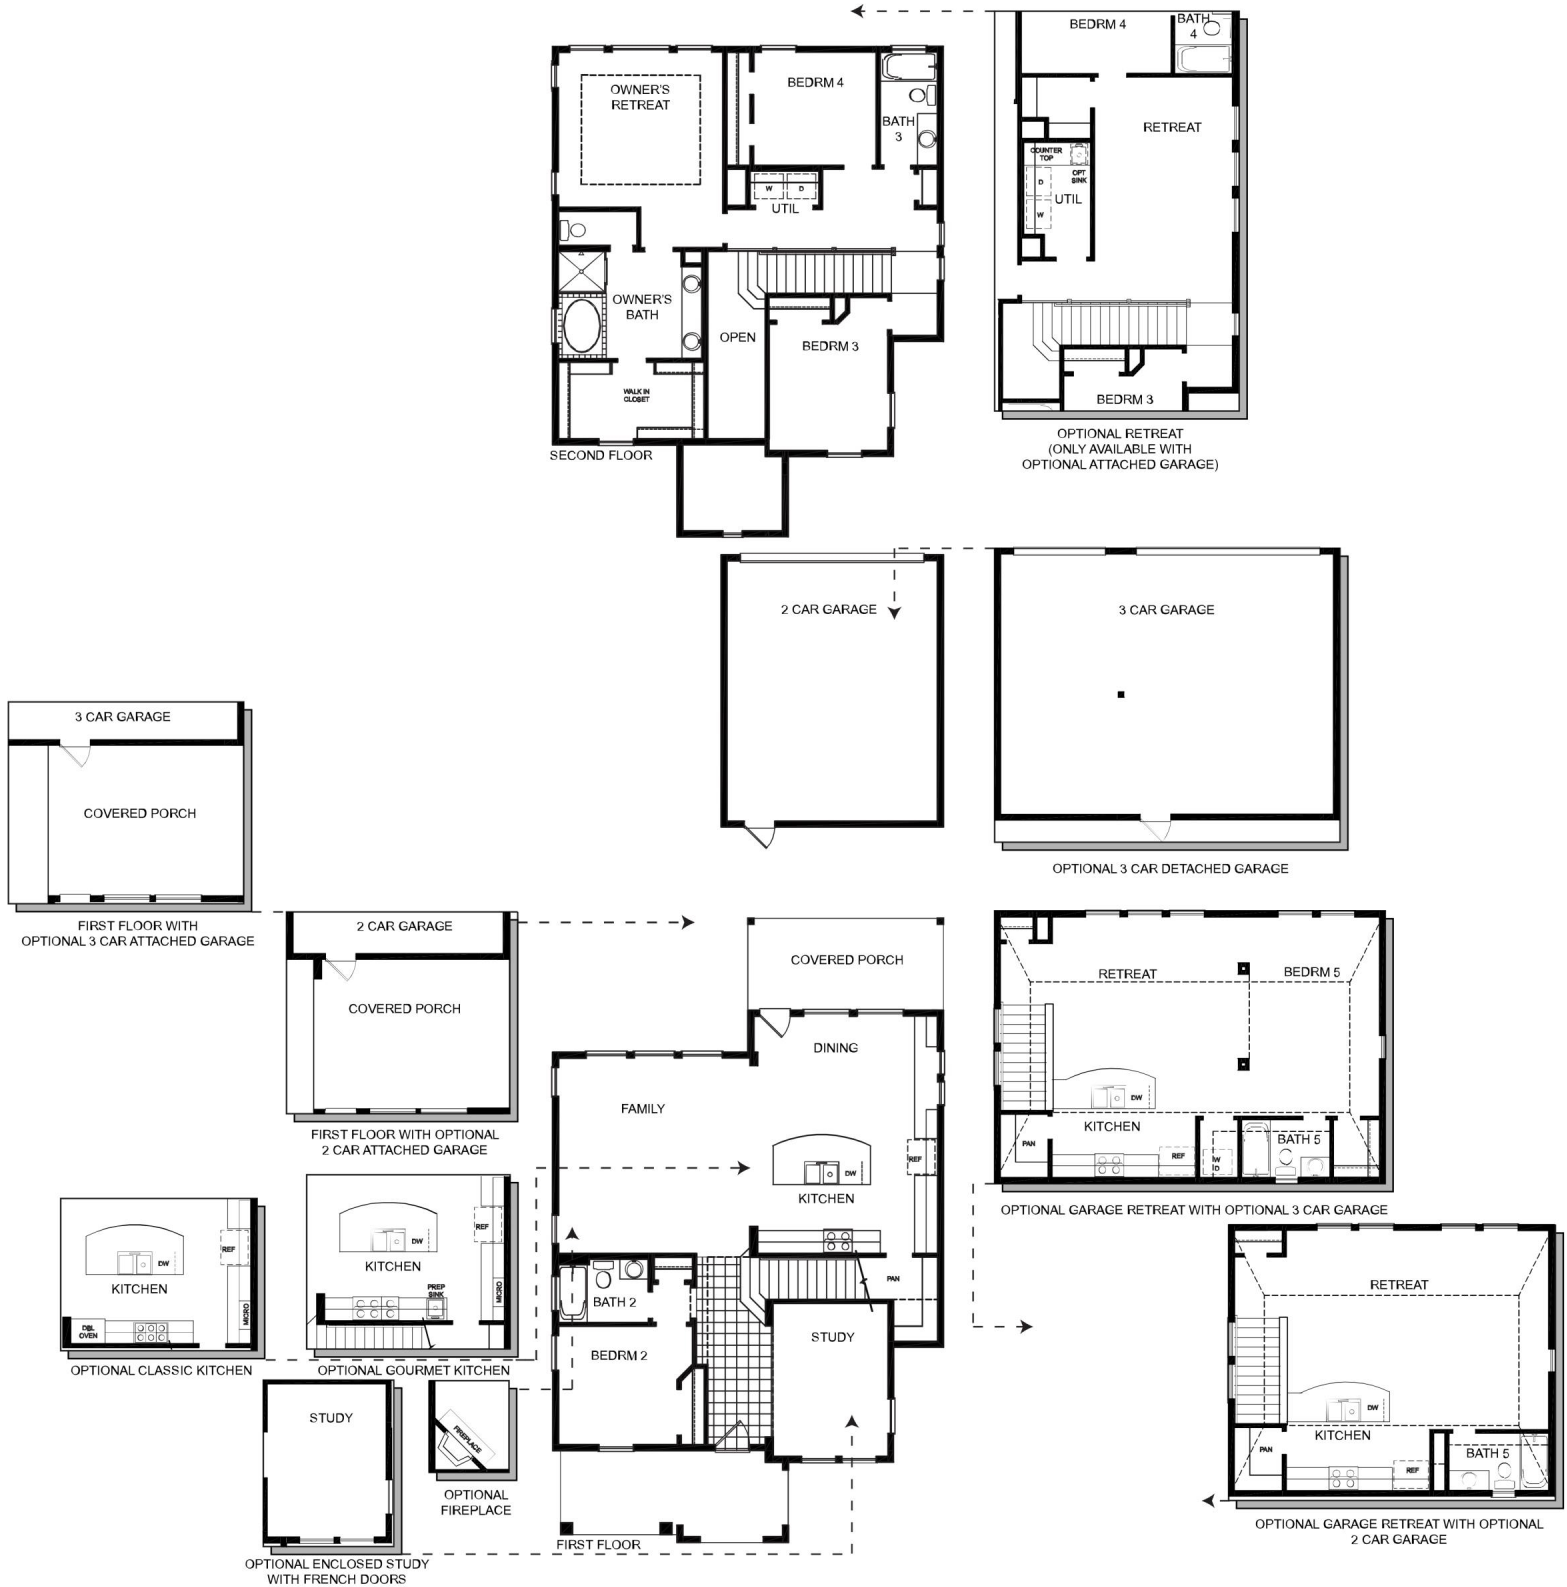 BEDRM 4
BATH
4
RETREAT
COUNTER
TOP
OPT
SINK
D
W
UTIL
BEDRM 3
OPTIONAL RETREAT
(ONLY AVAILABLE WITH
OPTIONAL ATTACHED GARAGE)
OWNER'S
RETREAT
BEDRM 4
BATH
3
W
D
UTIL
OWNER'S
BATH
OPEN
BEDRM 3
WALK IN
CLOSET
SECOND FLOOR
2 CAR GARAGE
3 CAR GARAGE
OPTIONAL 3 CAR DETACHED GARAGE
3 CAR GARAGE
COVERED PORCH
FIRST FLOOR WITH
OPTIONAL 3 CAR ATTACHED GARAGE
2 CAR GARAGE
COVERED PORCH
FIRST FLOOR WITH OPTIONAL
2 CAR ATTACHED GARAGE
COVERED PORCH
DINING
FAMILY
REF
DW
KITCHEN
PAN
BATH 2
STUDY
BEDRM 2
FIRST FLOOR
RETREAT
BEDRM 5
DW
KITCHEN
PAN
REF
W
D
BATH 5
OPTIONAL GARAGE RETREAT WITH OPTIONAL 3 CAR GARAGE
REF
DW
KITCHEN
MICRO
DBL
OVEN
OPTIONAL CLASSIC KITCHEN
REF
DW
KITCHEN
PREP
SINK
MICRO
OPTIONAL GOURMET KITCHEN
RETREAT
DW
KITCHEN
PAN
REF
BATH 5
OPTIONAL GARAGE RETREAT WITH OPTIONAL
2 CAR GARAGE
STUDY
OPTIONAL ENCLOSED STUDY
WITH FRENCH DOORS
FIREPLACE
OPTIONAL
FIREPLACE